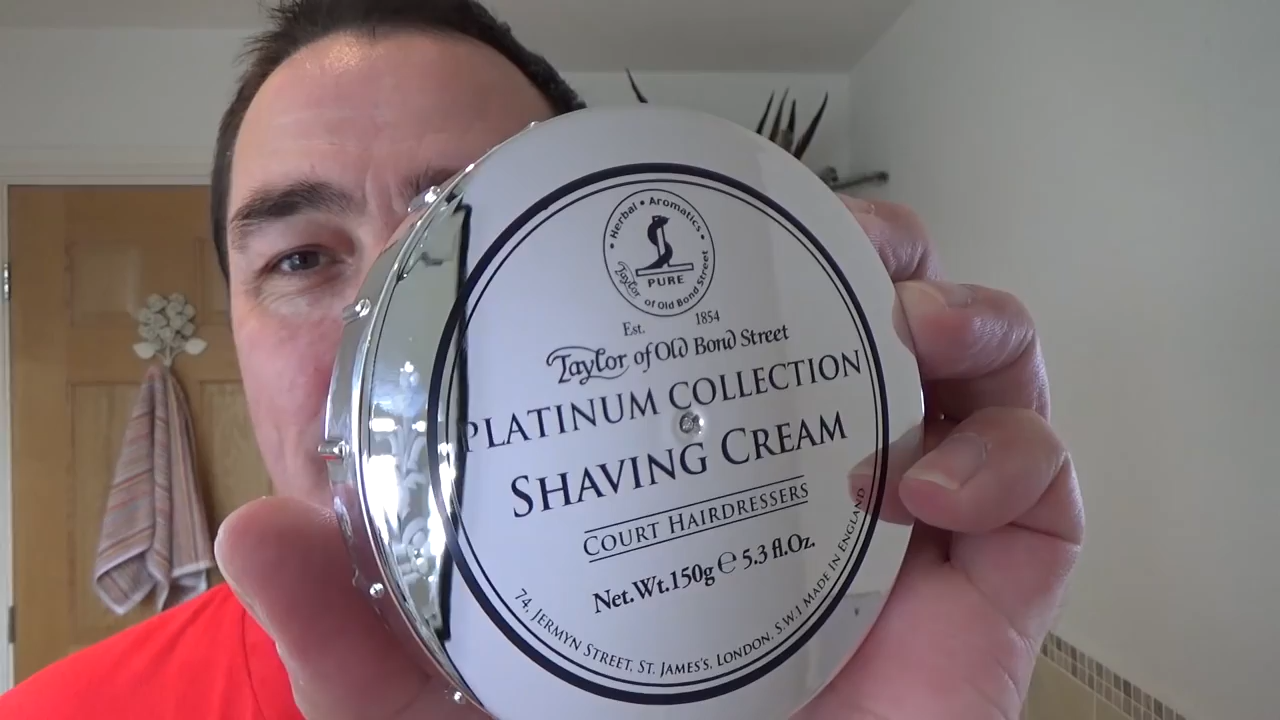 Herbal • Aromatics
PURE
Taylor of Old Bond Street
Est. 1854
Taylor of Old Bond Street
PLATINUM COLLECTION
SHAVING CREAM
COURT HAIRDRESSERS
Net. Wt. 150g ℮ 5.3 fl.Oz.
74, JERMYN STREET, ST. JAMES'S, LONDON. S.W.1 MADE IN ENGLAND